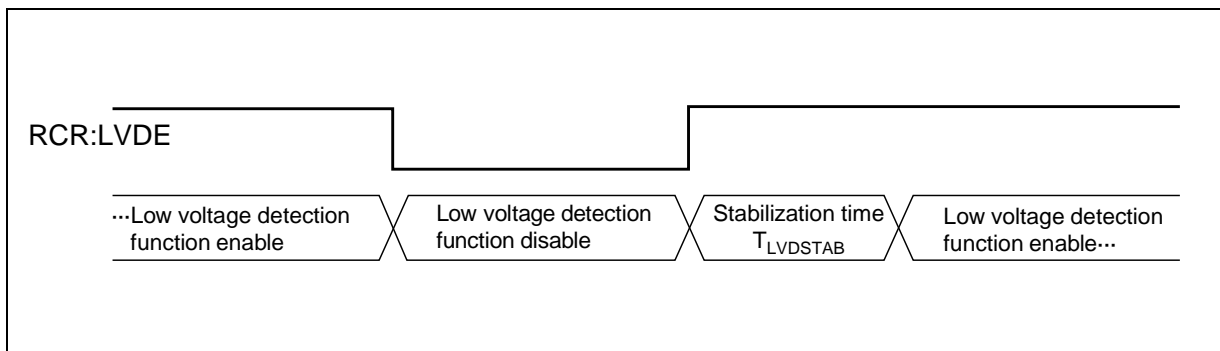 RCR:LVDE
···Low voltage detection
function enable
Low voltage detection
function disable
Stabilization time
TLVDSTAB
Low voltage detection
function enable···